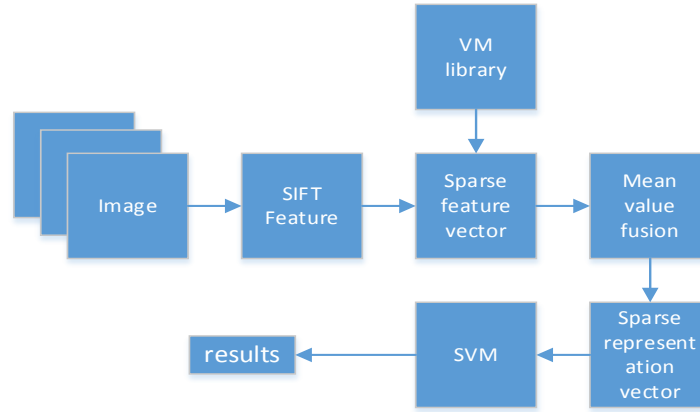 VM
library
Image
SIFT
Feature
Sparse
feature
vector
Mean
value
fusion
Sparse
represent
ation
vector
SVM
results